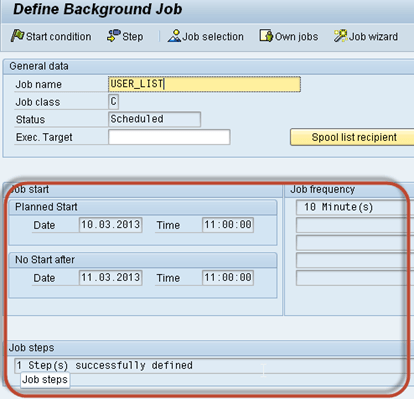 Define Background Job
Start condition Step Job selection Own jobs Job wizard
General data
Job name USER_LIST
Job class C
Status Scheduled
Exec. Target
Spool list recipient
Job start Job frequency
Planned Start 10 Minute(s)
Date 10.03.2013 Time 11:00:00
No Start after
Date 11.03.2013 Time 11:00:00
Job steps
1 Step(s) successfully defined
Job steps